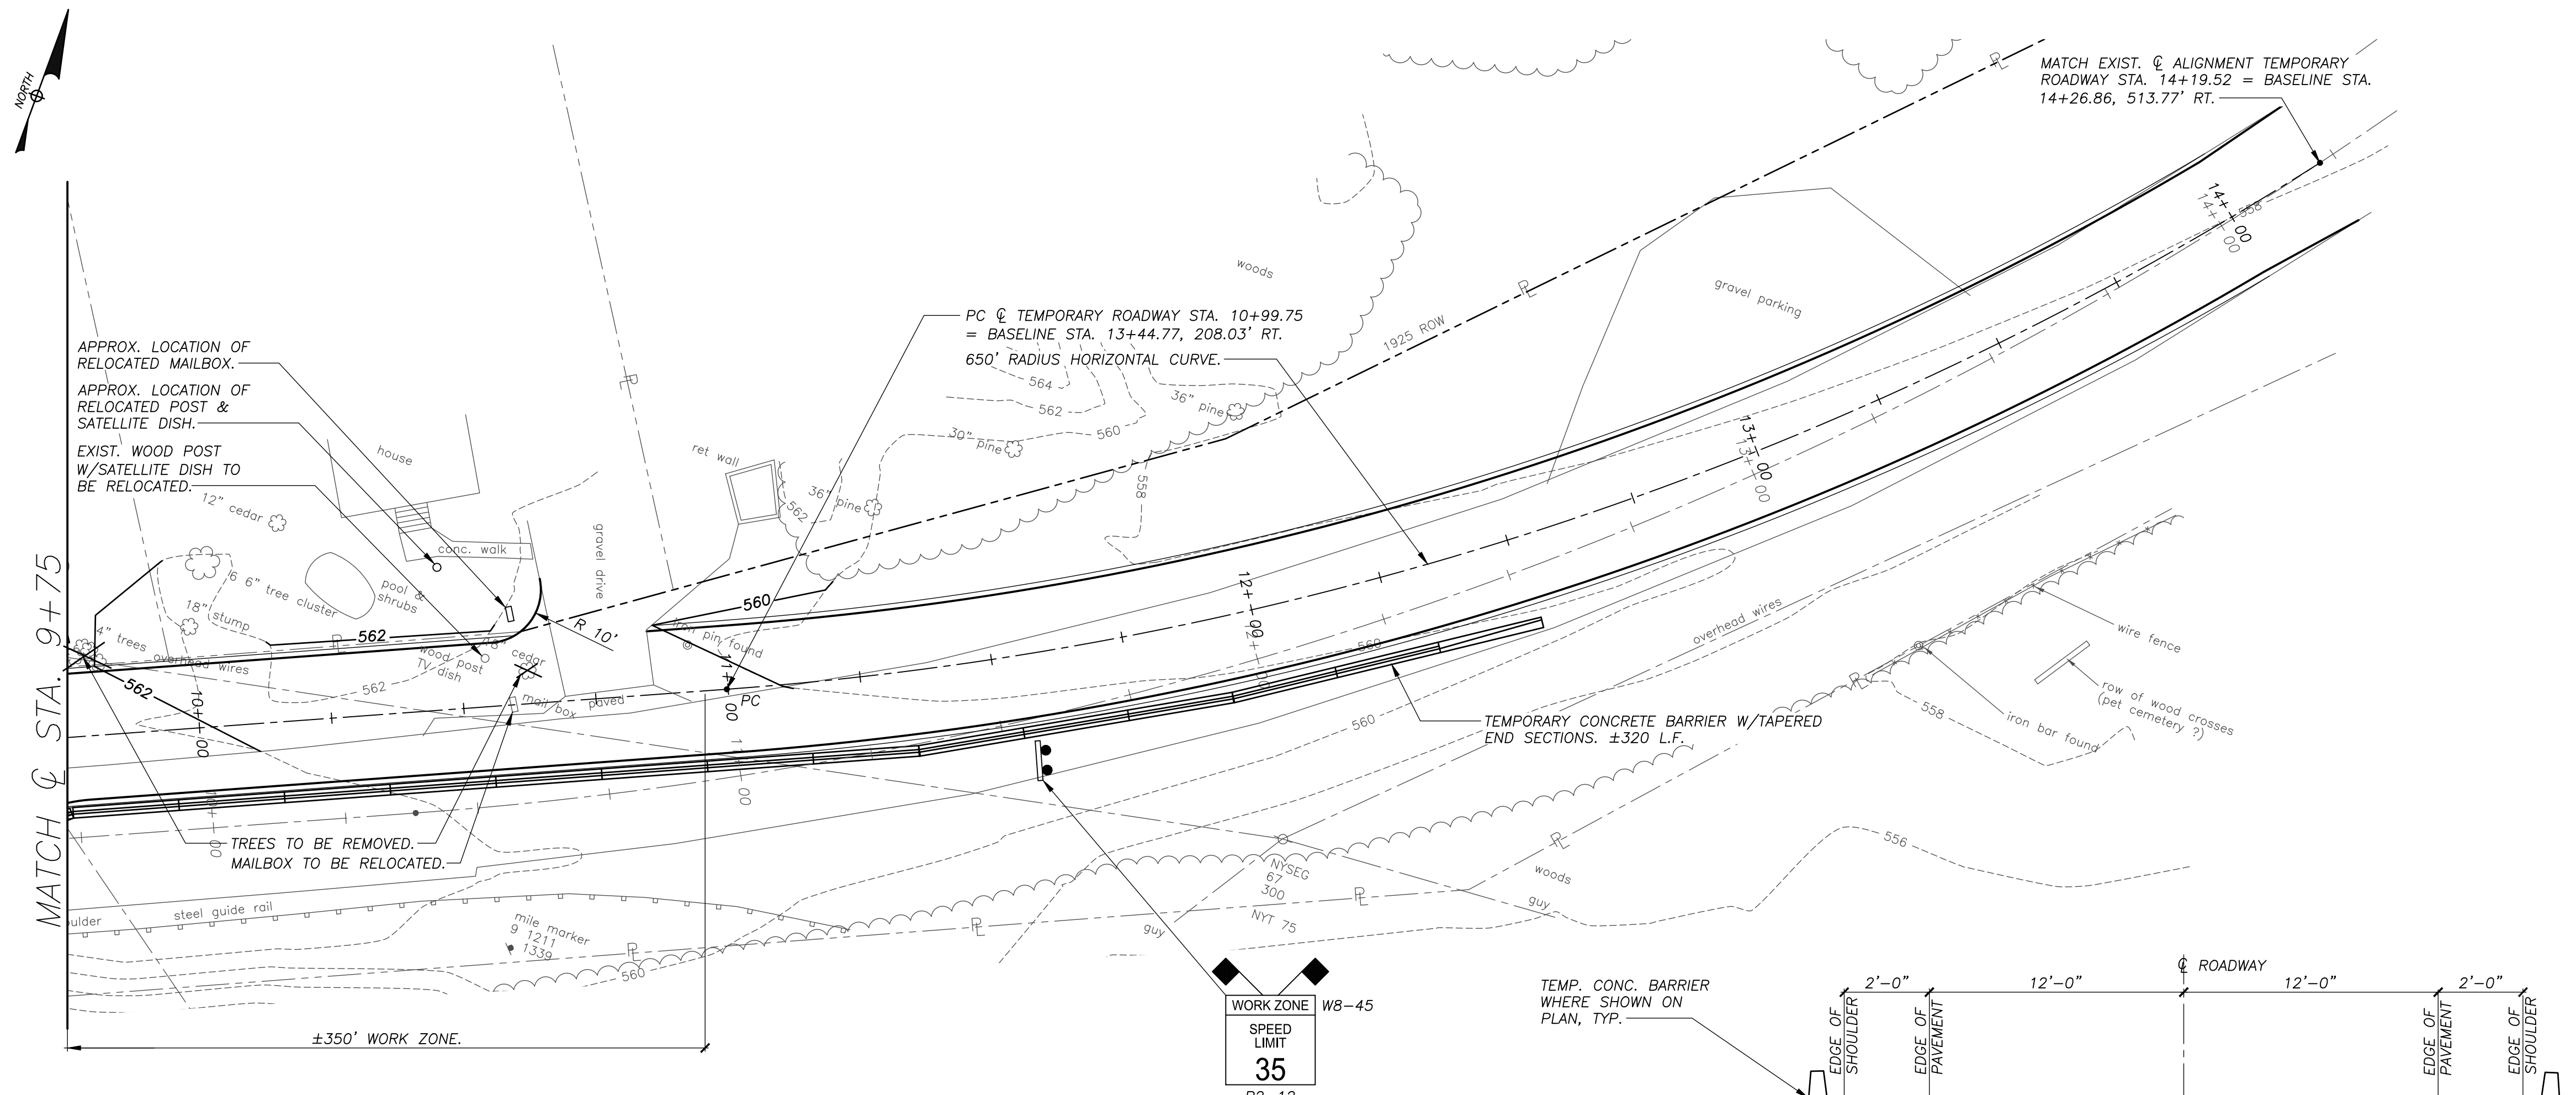 NORTH
MATCH EXIST. ℄ ALIGNMENT TEMPORARY
ROADWAY STA. 14+19.52 = BASELINE STA.
14+26.86, 513.77' RT.
14+00
14+00
558
woods
gravel parking
1925 ROW
PC ℄ TEMPORARY ROADWAY STA. 10+99.75
= BASELINE STA. 13+44.77, 208.03' RT.
650' RADIUS HORIZONTAL CURVE.
564
562
560
36" pine
30" pine
558
APPROX. LOCATION OF
RELOCATED MAILBOX.
APPROX. LOCATION OF
RELOCATED POST &
SATELLITE DISH.
EXIST. WOOD POST
W/SATELLITE DISH TO
BE RELOCATED.
house
ret wall
36" pine
562
12" cedar
conc. walk
gravel drive
13+00
13+00
6 6" tree cluster
pool &
shrubs
18" stump
4" trees
overhead wires
562
562
562
wood post
TV/dish
18" cedar
R 10'
560
iron pin found
12+00
12+00
560
11+00
PC
10+00
mail/box
paved
11+00
10+00
MATCH ℄ STA. 9+75
TREES TO BE REMOVED.
MAILBOX TO BE RELOCATED.
TEMPORARY CONCRETE BARRIER W/TAPERED
END SECTIONS. ±320 L.F.
560
overhead wires
wire fence
row of wood crosses
(pet cemetery ?)
iron bar found
558
556
woods
guy
NYSEG
67
300
NYT 75
guy
shoulder
steel guide rail
mile marker
9 1211
1339
560
±350' WORK ZONE.
WORK ZONE
W8-45
SPEED
LIMIT
35
TEMP. CONC. BARRIER
WHERE SHOWN ON
PLAN, TYP.
℄ ROADWAY
2'-0" 12'-0" 12'-0" 2'-0"
EDGE OF
SHOULDER
EDGE OF
PAVEMENT
EDGE OF
PAVEMENT
EDGE OF
SHOULDER